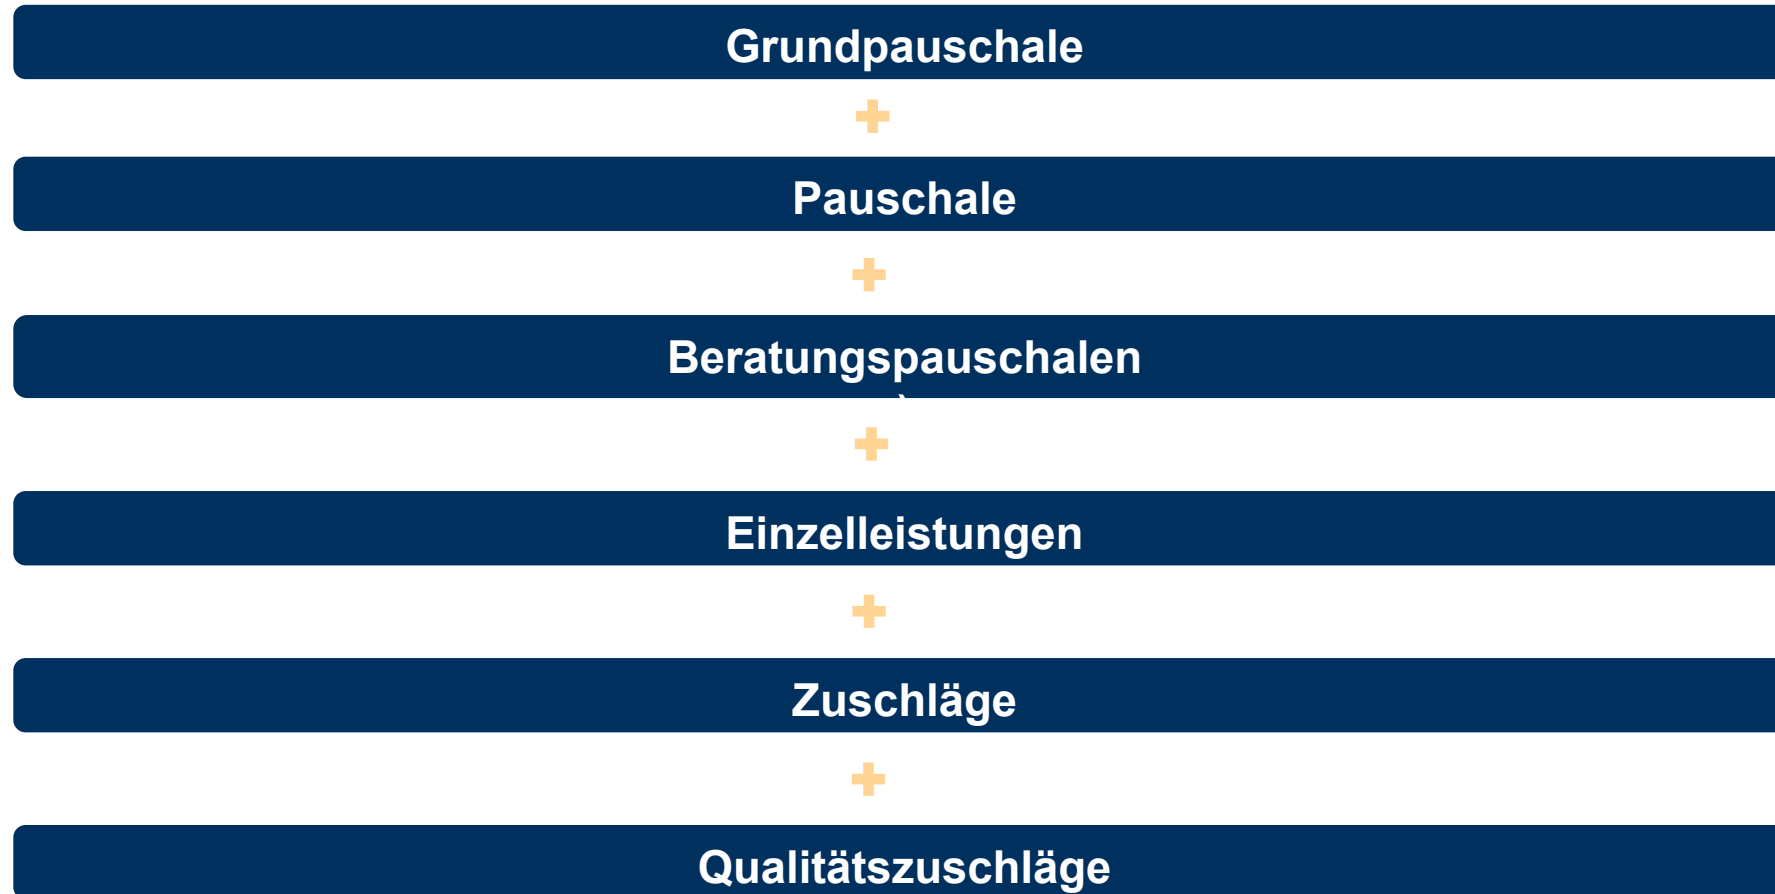 Grundpauschale
Pauschale
Beratungspauschalen
Einzelleistungen
Zuschläge
Qualitätszuschläge